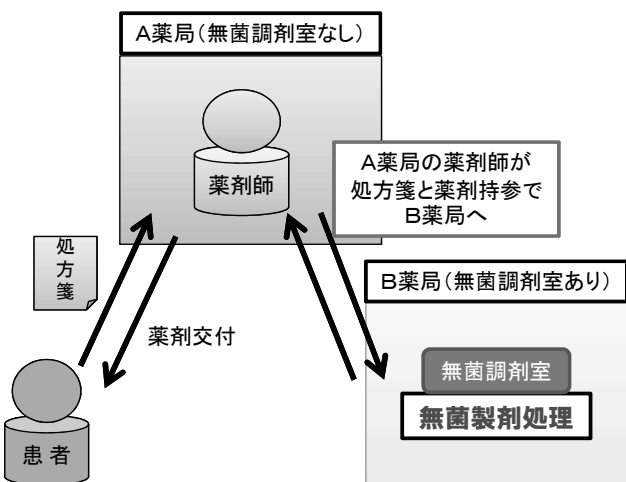 A薬局（無菌調剤室なし）
薬剤師
A薬局の薬剤師が
処方箋と薬剤持参で
B薬局へ
処
方
箋
B薬局（無菌調剤室あり）
薬剤交付
無菌調剤室
無菌製剤処理
患者